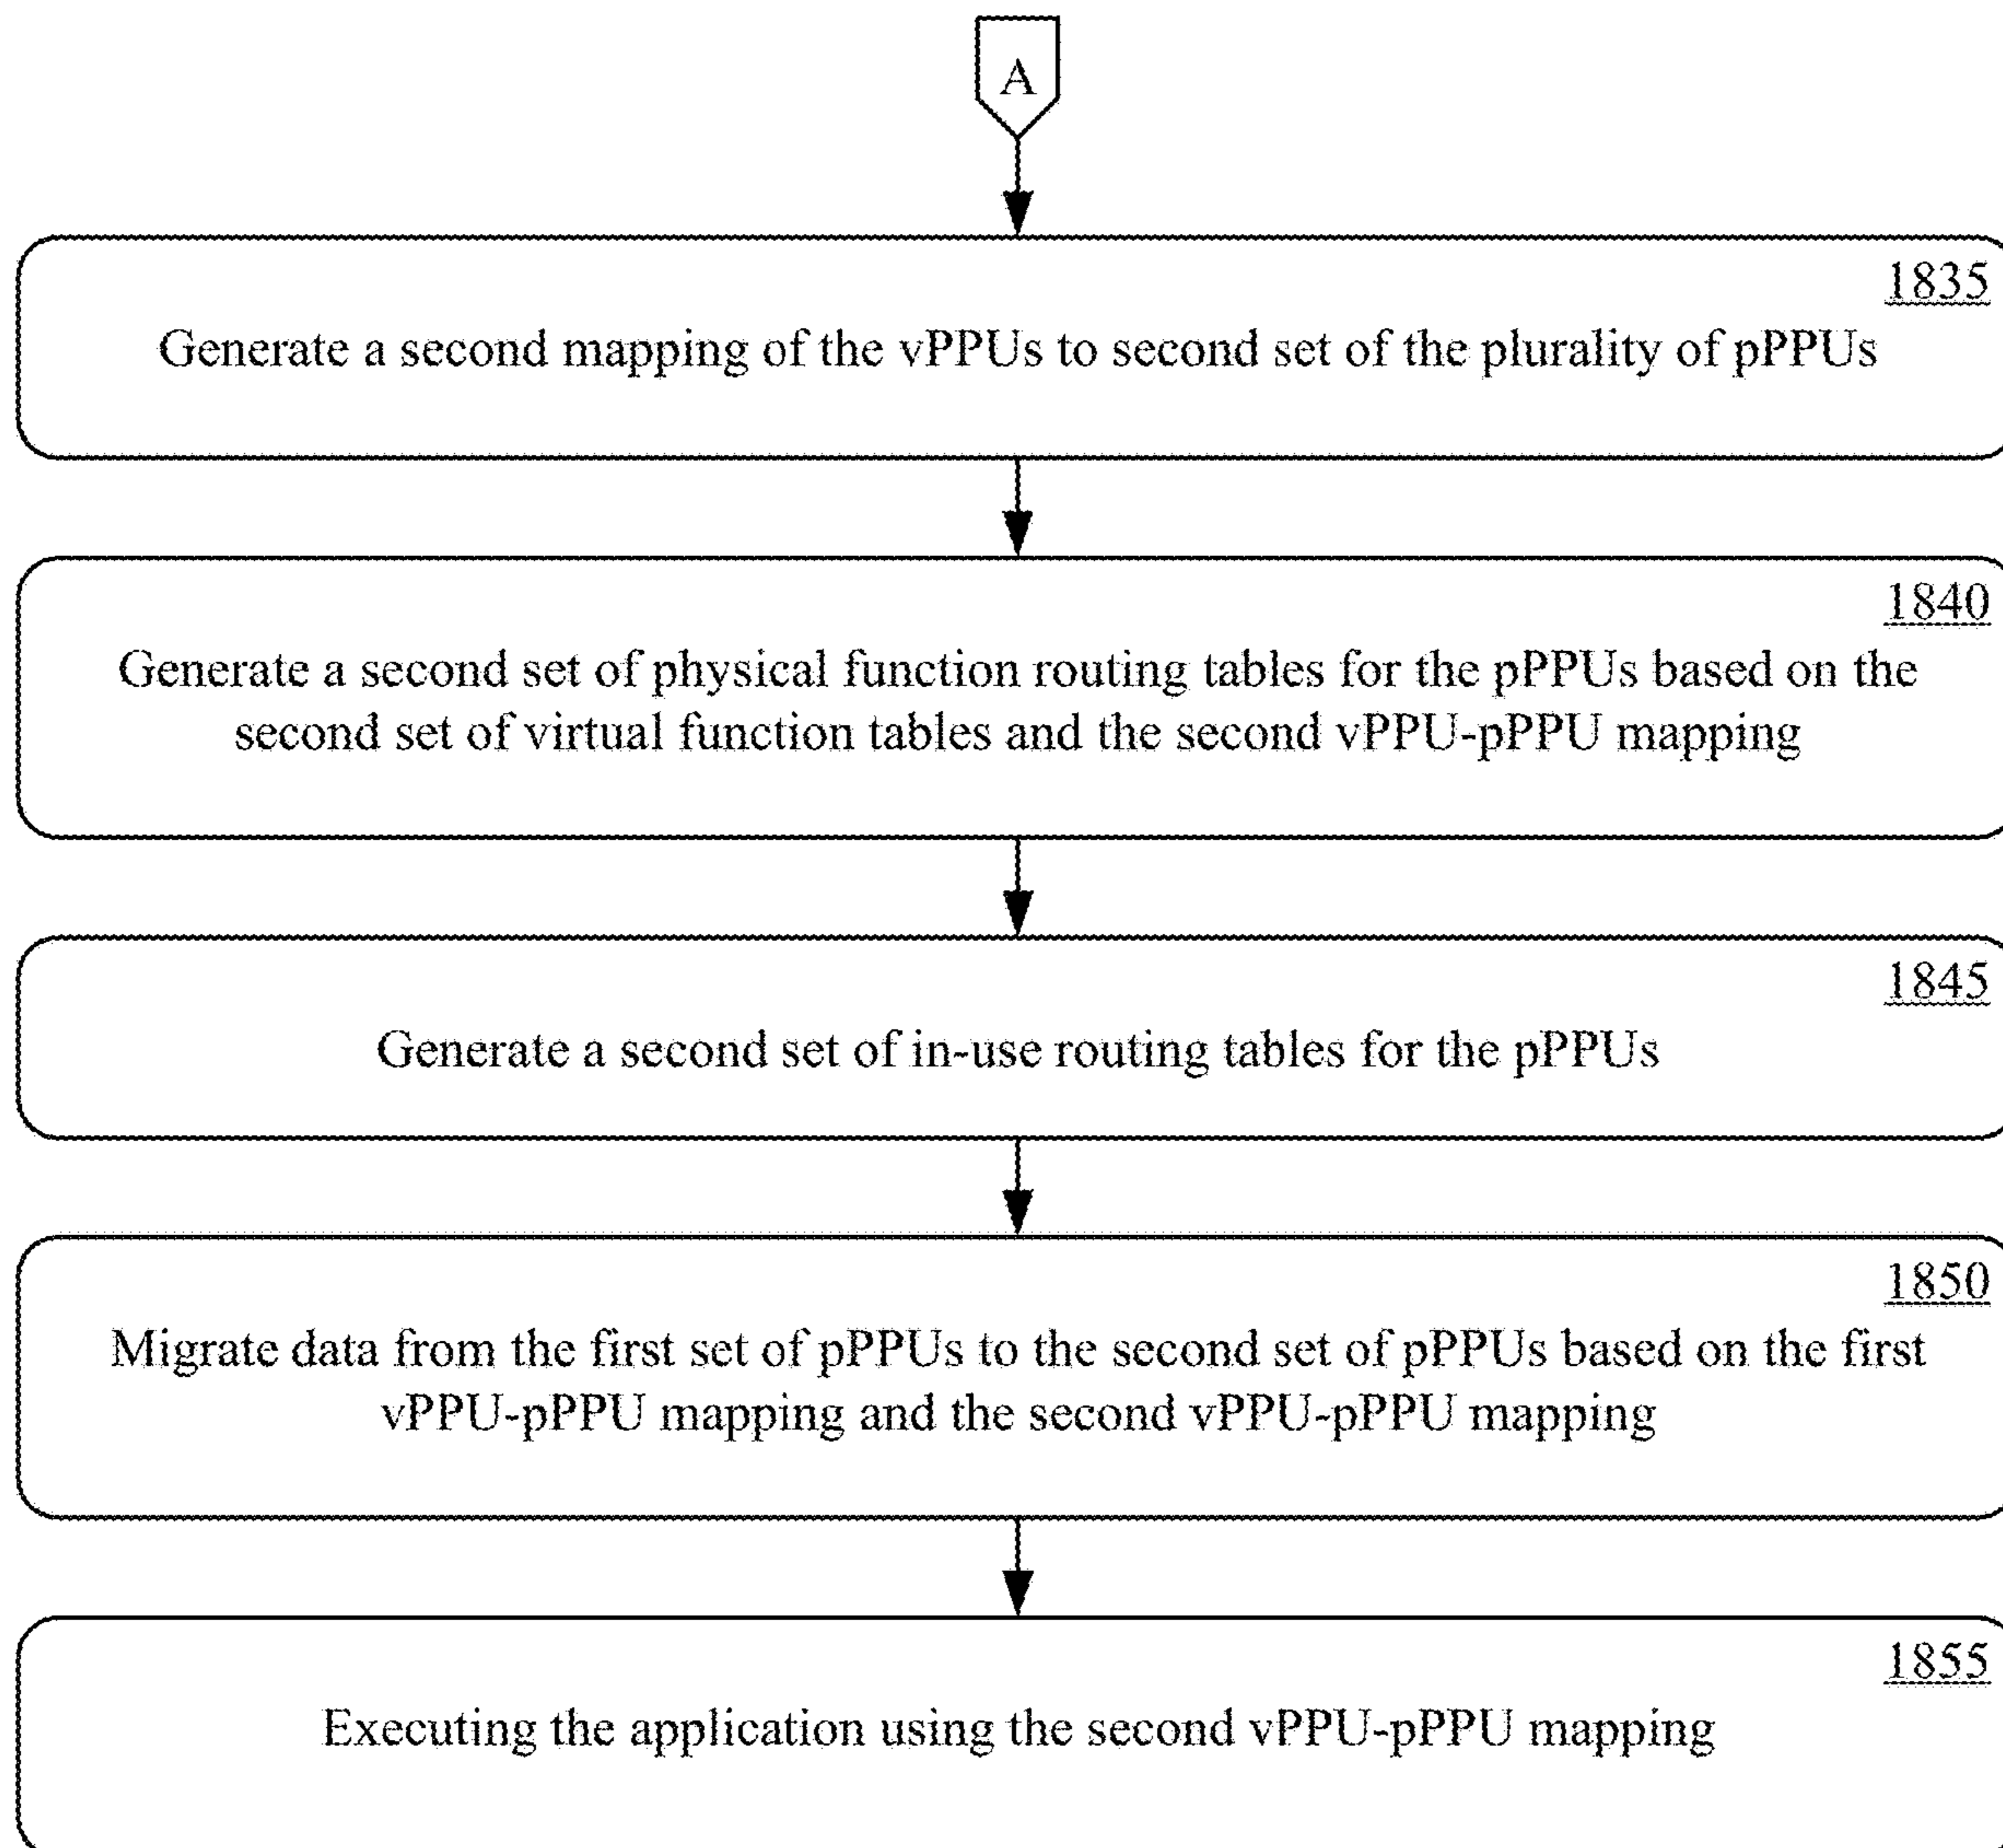 A
1835
Generate a second mapping of the vPPUs to second set of the plurality of pPPUs
1840
Generate a second set of physical function routing tables for the pPPUs based on the
second set of virtual function tables and the second vPPU-pPPU mapping
1845
Generate a second set of in-use routing tables for the pPPUs
1850
Migrate data from the first set of pPPUs to the second set of pPPUs based on the first
vPPU-pPPU mapping and the second vPPU-pPPU mapping
1855
Executing the application using the second vPPU-pPPU mapping